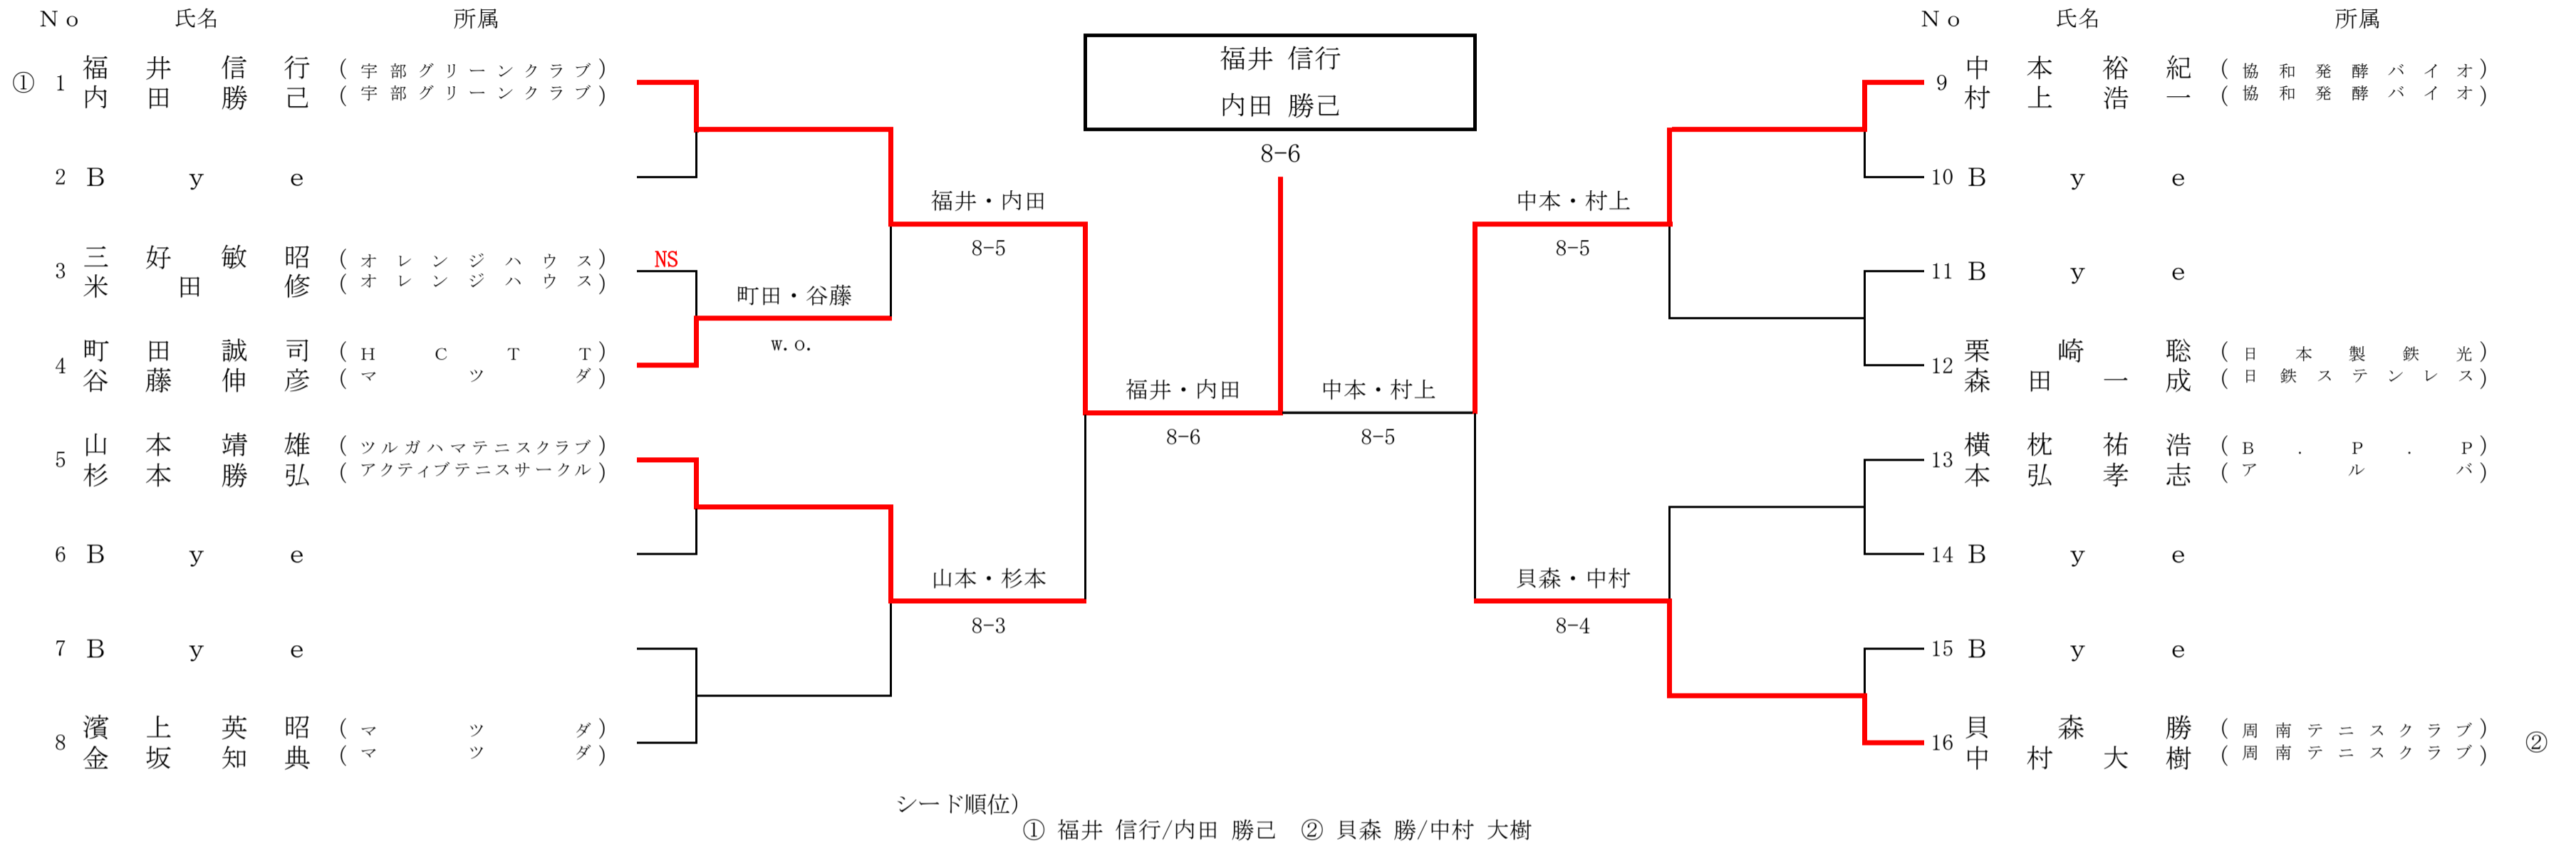 No 氏名 所属
① 1 福井信行 (宇部グリーンクラブ)
内田勝己 (宇部グリーンクラブ)
2 Bye
3 三好敏昭 (オレンジハウス)
米田修 (オレンジハウス)
NS
4 町田誠司 (HCTT)
谷藤伸彦 (マツダ)
5 山本靖雄 (ツルガハマテニスクラブ)
杉本勝弘 (アクティブテニスサークル)
6 Bye
7 Bye
8 濱上英昭 (マツダ)
金坂知典 (マツダ)
町田・谷藤
w.o.
福井・内田
8-5
山本・杉本
8-3
福井・内田
8-6
福井 信行
内田 勝己
8-6
中本・村上
8-5
中本・村上
8-5
貝森・中村
8-4
No 氏名 所属
9 中本裕紀 (協和発酵バイオ)
村上浩一 (協和発酵バイオ)
10 Bye
11 Bye
12 栗崎聡 (日本製鉄光)
森田一成 (日鉄ステンレス)
13 横枕祐浩 (B.P.P)
本弘孝志 (アルバ)
14 Bye
15 Bye
16 貝森勝 (周南テニスクラブ) ②
中村大樹 (周南テニスクラブ)
シード順位)
① 福井 信行/内田 勝己 ② 貝森 勝/中村 大樹